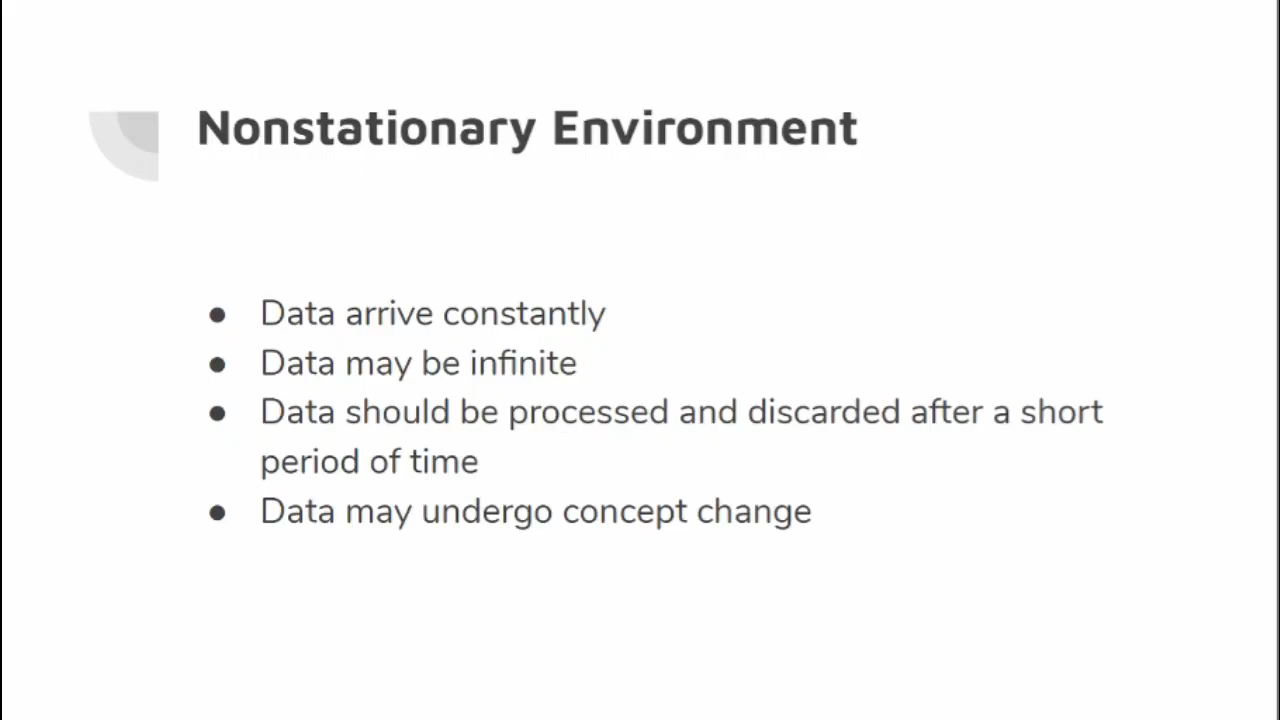 Nonstationary Environment
● Data arrive constantly
● Data may be infinite
● Data should be processed and discarded after a short
period of time
● Data may undergo concept change